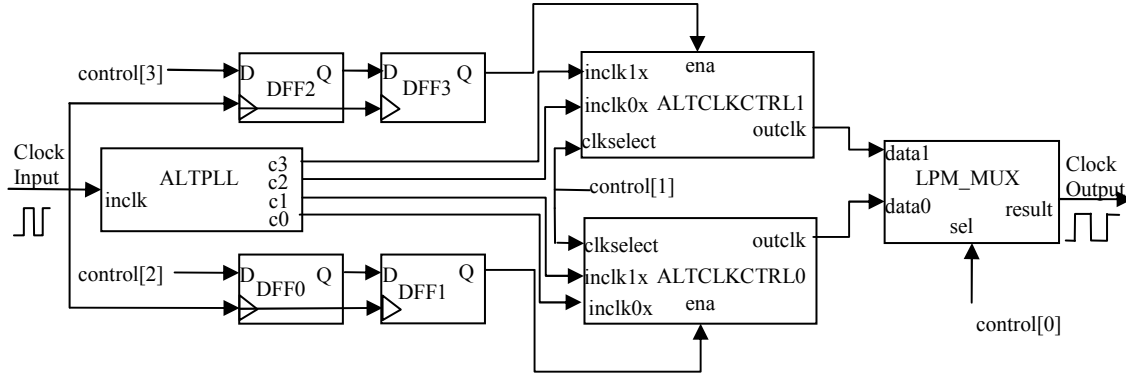 control[3]
D Q
DFF2
D Q
DFF3
ena
inclk1x
inclk0x ALTCLKCTRL1
outclk
clkselect
Clock
Input
ALTPLL
inclk
c3
c2
c1
c0
control[1]
data1
LPM_MUX
data0
result
sel
Clock
Output
control[2]
D Q
DFF0
D Q
DFF1
clkselect
outclk
inclk1x ALTCLKCTRL0
inclk0x
ena
control[0]